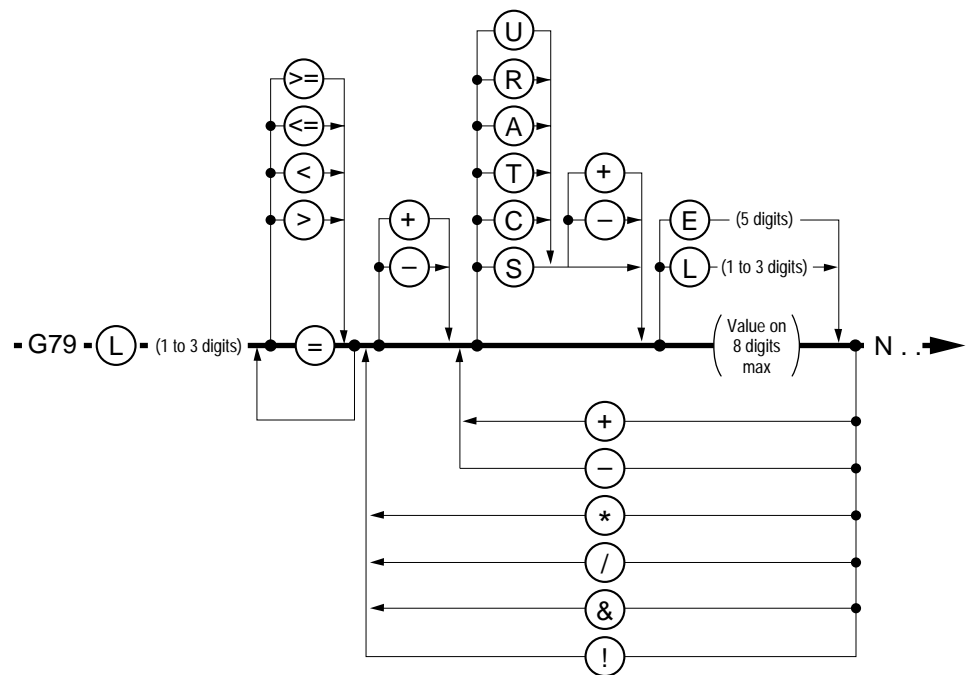 U
R
>=
A
<=
T
+
<
>
+
C
−
E (5 digits)
−
S
L (1 to 3 digits)
G79 L (1 to 3 digits) = (Value on 8 digits max) N . .
+
−
*
/
&
!